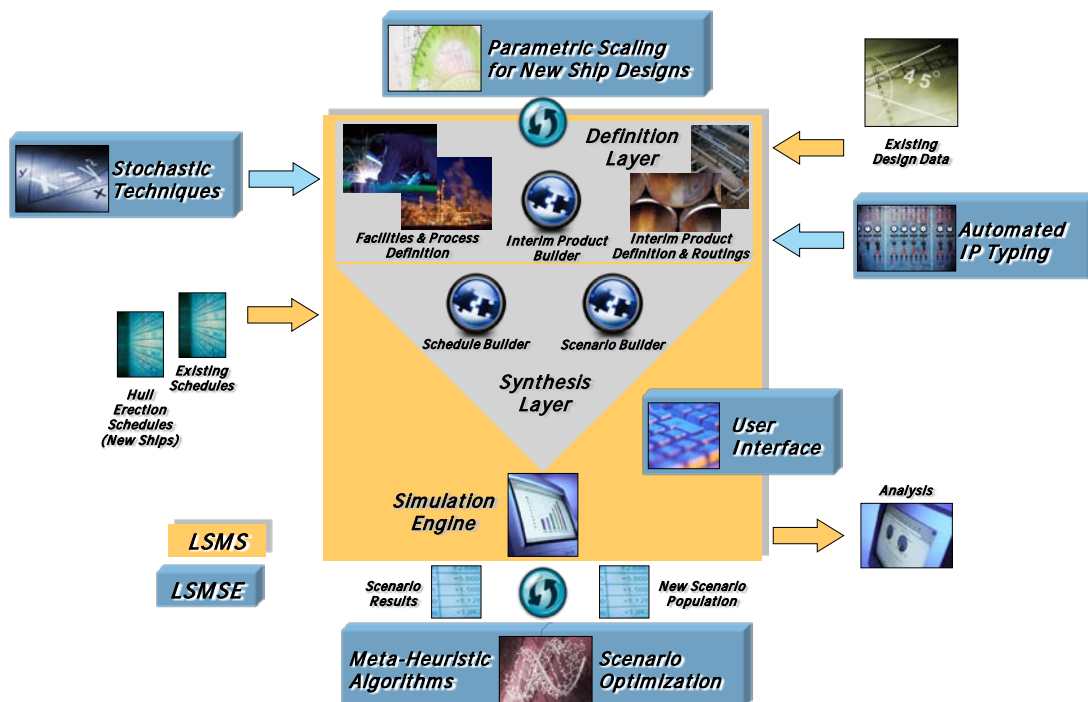 Parametric Scaling
for New Ship Designs
4 5°
Existing
Design Data
Definition
Layer
Stochastic
Techniques
Facilities & Process
Definition
Interim Product
Builder
Interim Product
Definition & Routings
Automated
IP Typing
Schedule Builder
Scenario Builder
Existing
Schedules
Hull
Erection
Schedules
(New Ships)
Synthesis
Layer
User
Interface
Simulation
Engine
Analysis
LSMS
LSMSE
Scenario
Results
New Scenario
Population
Meta-Heuristic
Algorithms
Scenario
Optimization